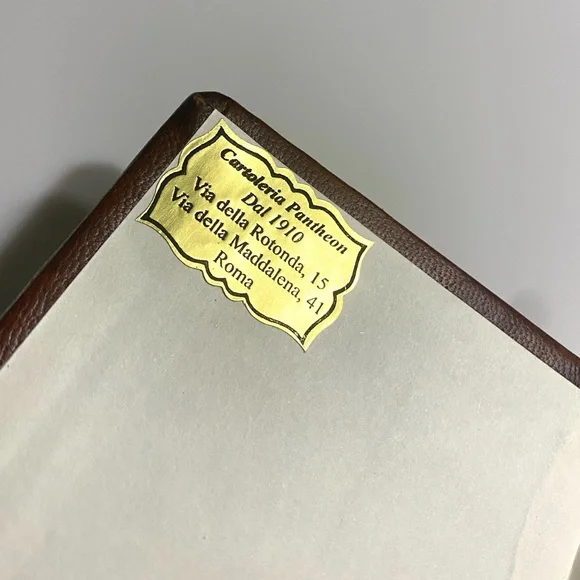 Cartoleria Pantheon
Dal 1910
Via della Rotonda, 15
Via della Maddalena, 41
Roma